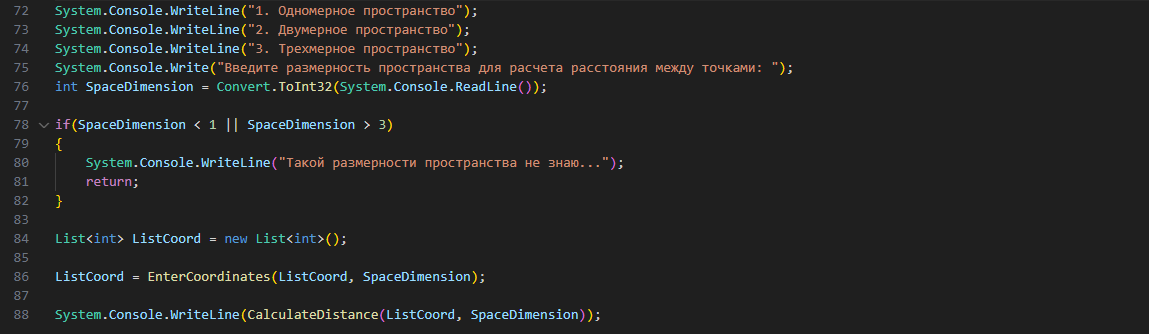 72 System.Console.WriteLine("1. Одномерное пространство");
73 System.Console.WriteLine("2. Двумерное пространство");
74 System.Console.WriteLine("3. Трехмерное пространство");
75 System.Console.Write("Введите размерность пространства для расчета расстояния между точками: ");
76 int SpaceDimension = Convert.ToInt32(System.Console.ReadLine());
77
78 if(SpaceDimension < 1 || SpaceDimension > 3)
79 {
80     System.Console.WriteLine("Такой размерности пространства не знаю...");
81     return;
82 }
83
84 List<int> ListCoord = new List<int>();
85
86 ListCoord = EnterCoordinates(ListCoord, SpaceDimension);
87
88 System.Console.WriteLine(CalculateDistance(ListCoord, SpaceDimension));